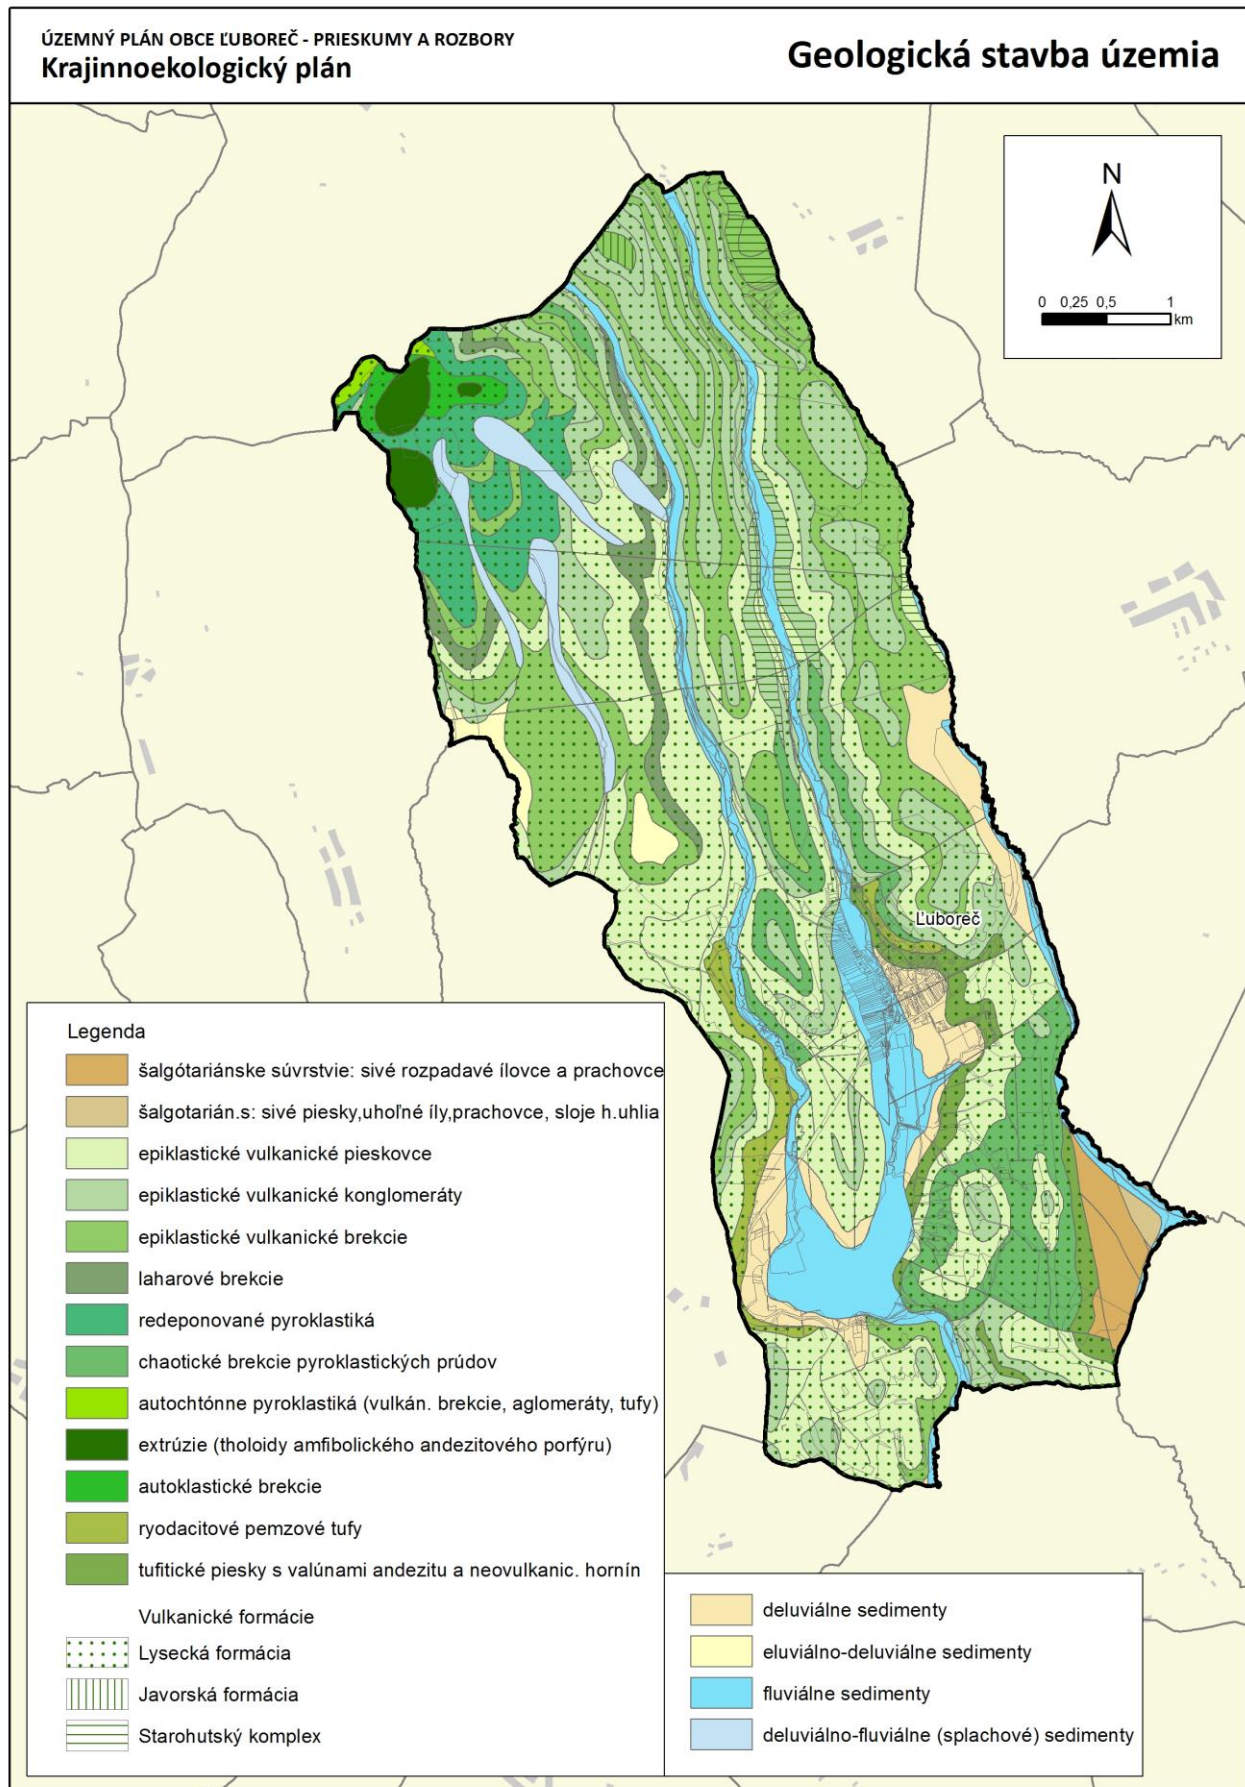 ÚZEMNÝ PLÁN OBCE ĽUBOREČ - PRIESKUMY A ROZBORY
Krajinnoekologický plán
Geologická stavba územia
N
0 0,25 0,5 1
km
Ľuboreč
Legenda
šalgótariánske súvrstvie: sivé rozpadavé ílovce a prachovce
šalgotarián.s: sivé piesky,uhoľné íly,prachovce, sloje h.uhlia
epiklastické vulkanické pieskovce
epiklastické vulkanické konglomeráty
epiklastické vulkanické brekcie
laharové brekcie
redeponované pyroklastiká
chaotické brekcie pyroklastických prúdov
autochtónne pyroklastiká (vulkán. brekcie, aglomeráty, tufy)
extrúzie (tholoidy amfibolického andezitového porfýru)
autoklastické brekcie
ryodacitové pemzové tufy
tufitické piesky s valúnami andezitu a neovulkanic. hornín
Vulkanické formácie
Lysecká formácia
Javorská formácia
Starohutský komplex
deluviálne sedimenty
eluviálno-deluviálne sedimenty
fluviálne sedimenty
deluviálno-fluviálne (splachové) sedimenty